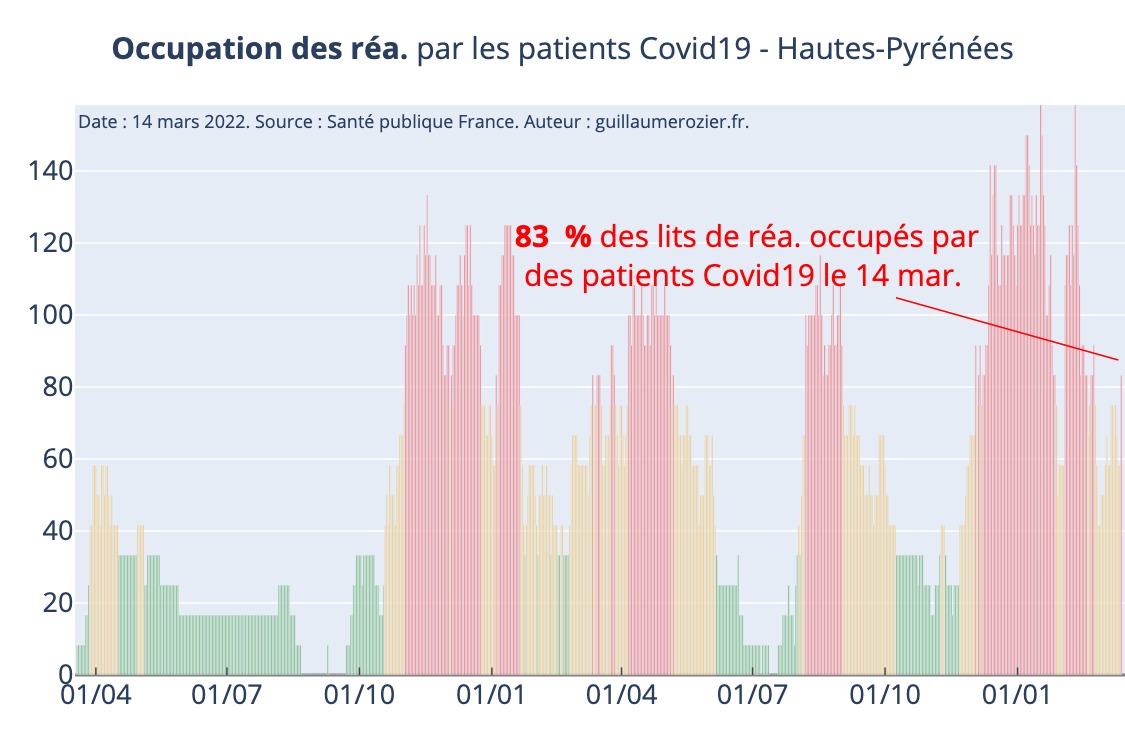 Occupation des réa. par les patients Covid19 - Hautes-Pyrénées
Date : 14 mars 2022. Source : Santé publique France. Auteur : guillaumerozier.fr.
140
120
100
80
60
40
20
0
83 % des lits de réa. occupés par
des patients Covid19 le 14 mar.
01/04 01/07 01/10 01/01 01/04 01/07 01/10 01/01